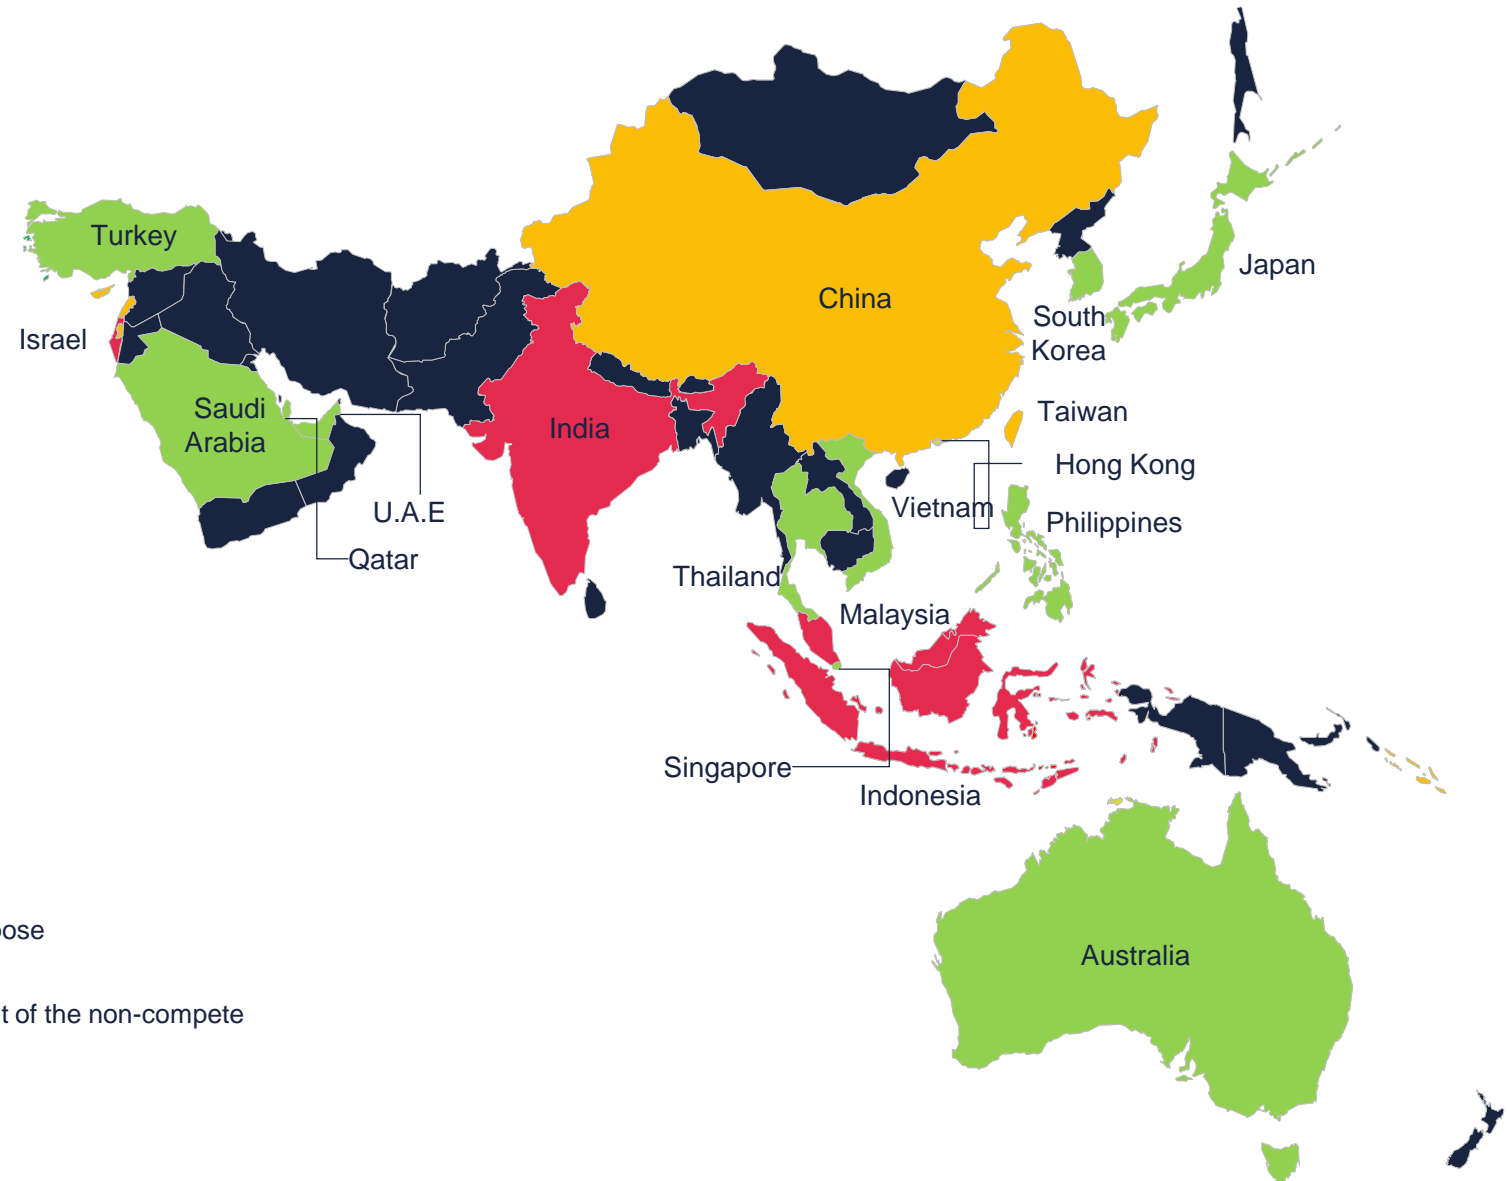 Turkey
Japan
China
South
Korea
Israel
Saudi
Arabia
Taiwan
India
Hong Kong
Vietnam
U.A.E
Philippines
Qatar
Thailand
Malaysia
Singapore
Indonesia
Australia
t of the non-compete